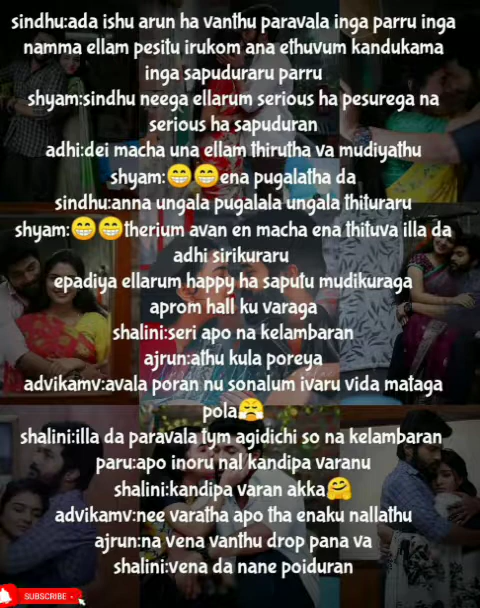 sindhu:ada ishu arun ha vanthu paravala inga parru inga
namma ellam pesitu irukom ana ethuvum kandukama
inga sapuduraru parru
shyam:sindhu neega ellarum serious ha pesurega na
serious ha sapuduran
adhi:dei macha una ellam thirutha va mudiyathu
shyam:😁😁ena pugalatha da
sindhu:anna ungala pugalala ungala thituraru
shyam:😁😁therium avan en macha ena thituva illa da
adhi sirikuraru
epadiya ellarum happy ha saputu mudikuraga
aprom hall ku varaga
shalini:seri apo na kelambaran
ajrun:athu kula poreya
advikamv:avala poran nu sonalum ivaru vida mataga
pola😤
shalini:illa da paravala tym agidichi so na kelambaran
paru:apo inoru nal kandipa varanu
shalini:kandipa varan akka🤗
advikamv:nee varatha apo tha enaku nallathu
ajrun:na vena vanthu drop pana va
shalini:vena da nane poiduran
SUBSCRIBE